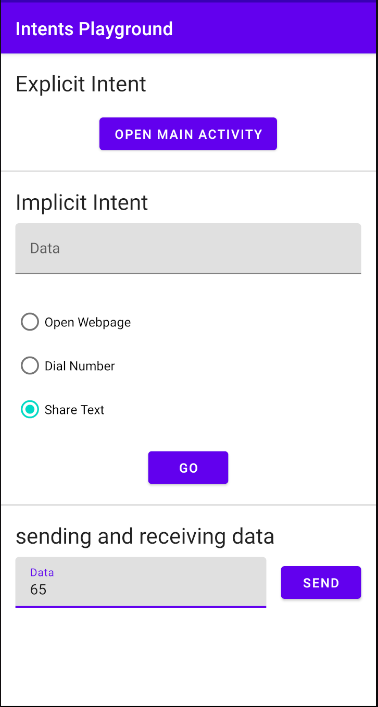 Intents Playground
Explicit Intent
OPEN MAIN ACTIVITY
Implicit Intent
Data
Open Webpage
Dial Number
Share Text
GO
sending and receiving data
Data
65
SEND